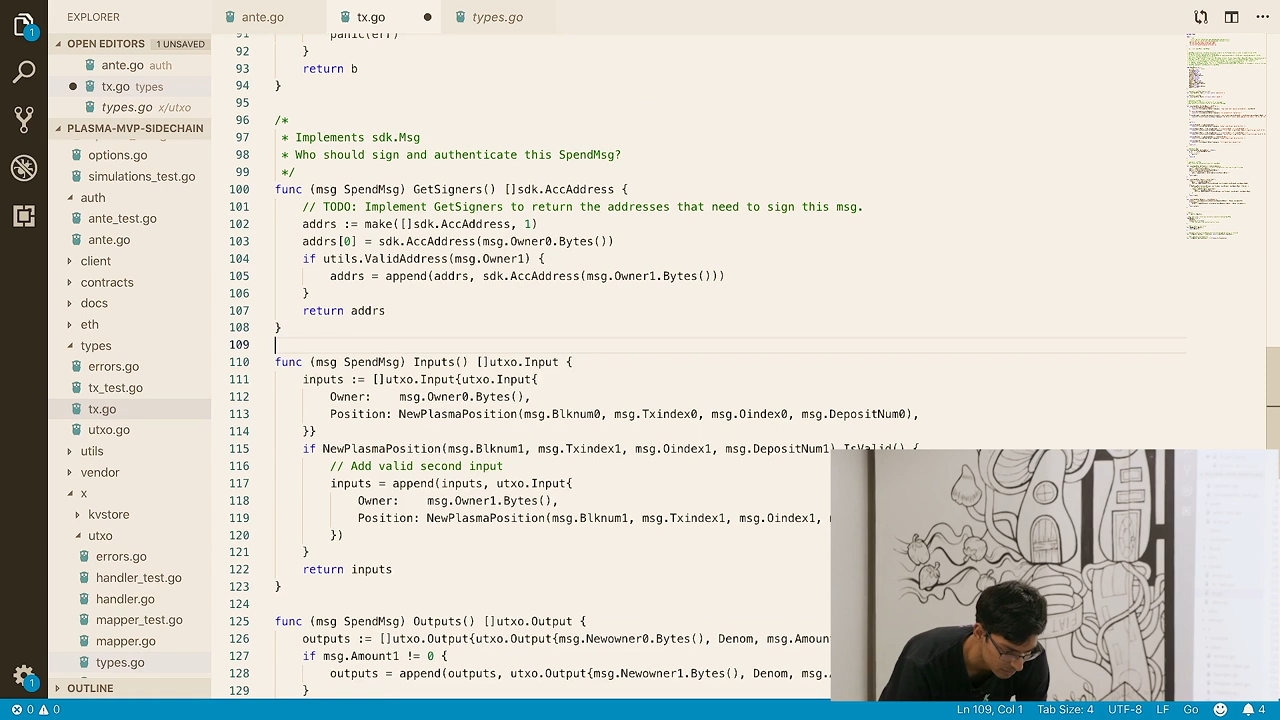 EXPLORER
OPEN EDITORS 1 UNSAVED
ante.go auth
tx.go types
types.go x/utxo
PLASMA-MVP-SIDECHAIN
options.go
simulations_test.go
auth
ante_test.go
ante.go
client
contracts
docs
eth
types
errors.go
tx_test.go
tx.go
utxo.go
utils
vendor
x
kvstore
utxo
errors.go
handler_test.go
handler.go
mapper_test.go
mapper.go
types.go
OUTLINE
1
1
ante.go
tx.go
types.go
91 panic(err)
92 }
93 return b
94 }
95
96 /*
97 * Implements sdk.Msg
98 * Who should sign and authenticate this SpendMsg?
99 */
100 func (msg SpendMsg) GetSigners() []sdk.AccAddress {
101 // TODO: Implement GetSigners to return the addresses that need to sign this msg.
102 addrs := make([]sdk.AccAddress, 1)
103 addrs[0] = sdk.AccAddress(msg.Owner0.Bytes())
104 if utils.ValidAddress(msg.Owner1) {
105 addrs = append(addrs, sdk.AccAddress(msg.Owner1.Bytes()))
106 }
107 return addrs
108 }
109
110 func (msg SpendMsg) Inputs() []utxo.Input {
111 inputs := []utxo.Input{utxo.Input{
112 Owner: msg.Owner0.Bytes(),
113 Position: NewPlasmaPosition(msg.Blknum0, msg.Txindex0, msg.Oindex0, msg.DepositNum0),
114 }}
115 if NewPlasmaPosition(msg.Blknum1, msg.Txindex1, msg.Oindex1, msg.DepositNum1).IsValid() {
116 // Add valid second input
117 inputs = append(inputs, utxo.Input{
118 Owner: msg.Owner1.Bytes(),
119 Position: NewPlasmaPosition(msg.Blknum1, msg.Txindex1, msg.Oindex1,
120 })
121 }
122 return inputs
123 }
124
125 func (msg SpendMsg) Outputs() []utxo.Output {
126 outputs := []utxo.Output{utxo.Output{msg.Newowner0.Bytes(), Denom, msg.Amoun
127 if msg.Amount1 != 0 {
128 outputs = append(outputs, utxo.Output{msg.Newowner1.Bytes(), Denom, ms
129 }
0 0
Ln 109, Col 1 Tab Size: 4 UTF-8 LF Go 4